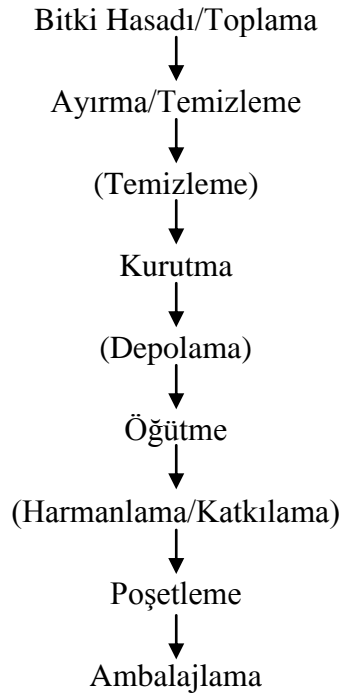 Bitki Hasadı/Toplama
Ayırma/Temizleme
(Temizleme)
Kurutma
(Depolama)
Öğütme
(Harmanlama/Katkılama)
Poşetleme
Ambalajlama